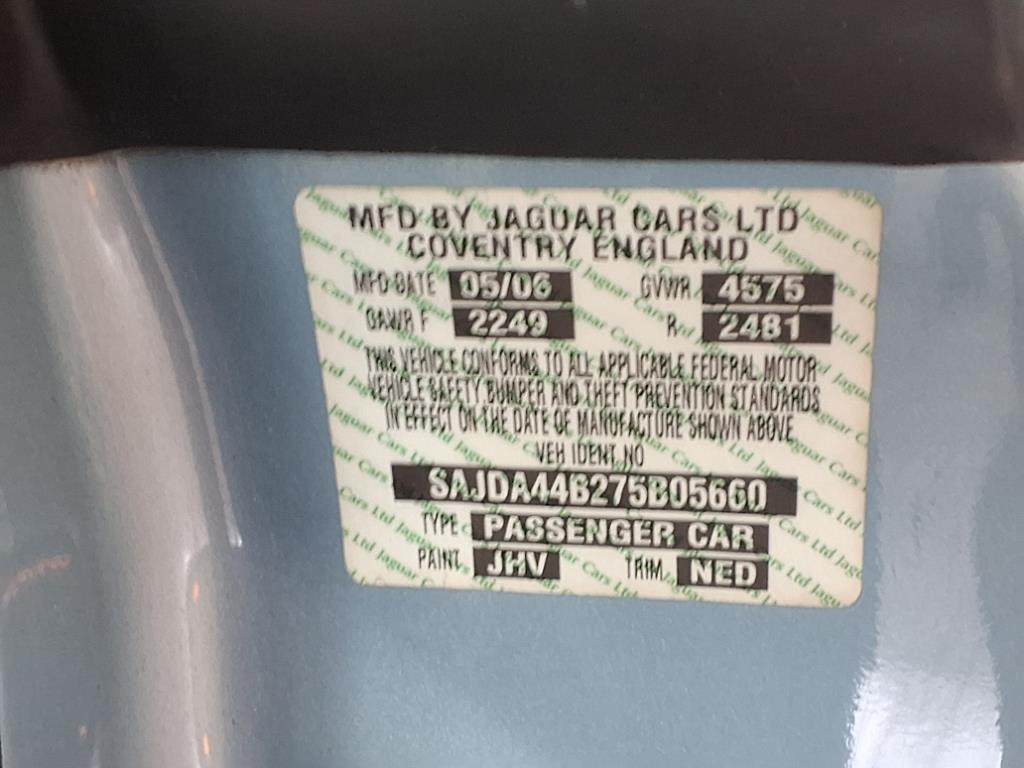 MFD BY JAGUAR CARS LTD
COVENTRY ENGLAND
MFD DATE 05/06 GVWR 4575
GAWR F 2249 R 2481
THIS VEHICLE CONFORMS TO ALL APPLICABLE FEDERAL MOTOR
VEHICLE SAFETY, BUMPER AND THEFT PREVENTION STANDARDS
IN EFFECT ON THE DATE OF MANUFACTURE SHOWN ABOVE
VEH IDENT NO
SAJDA44B275B05660
TYPE PASSENGER CAR
PAINT JHV TRIM NED